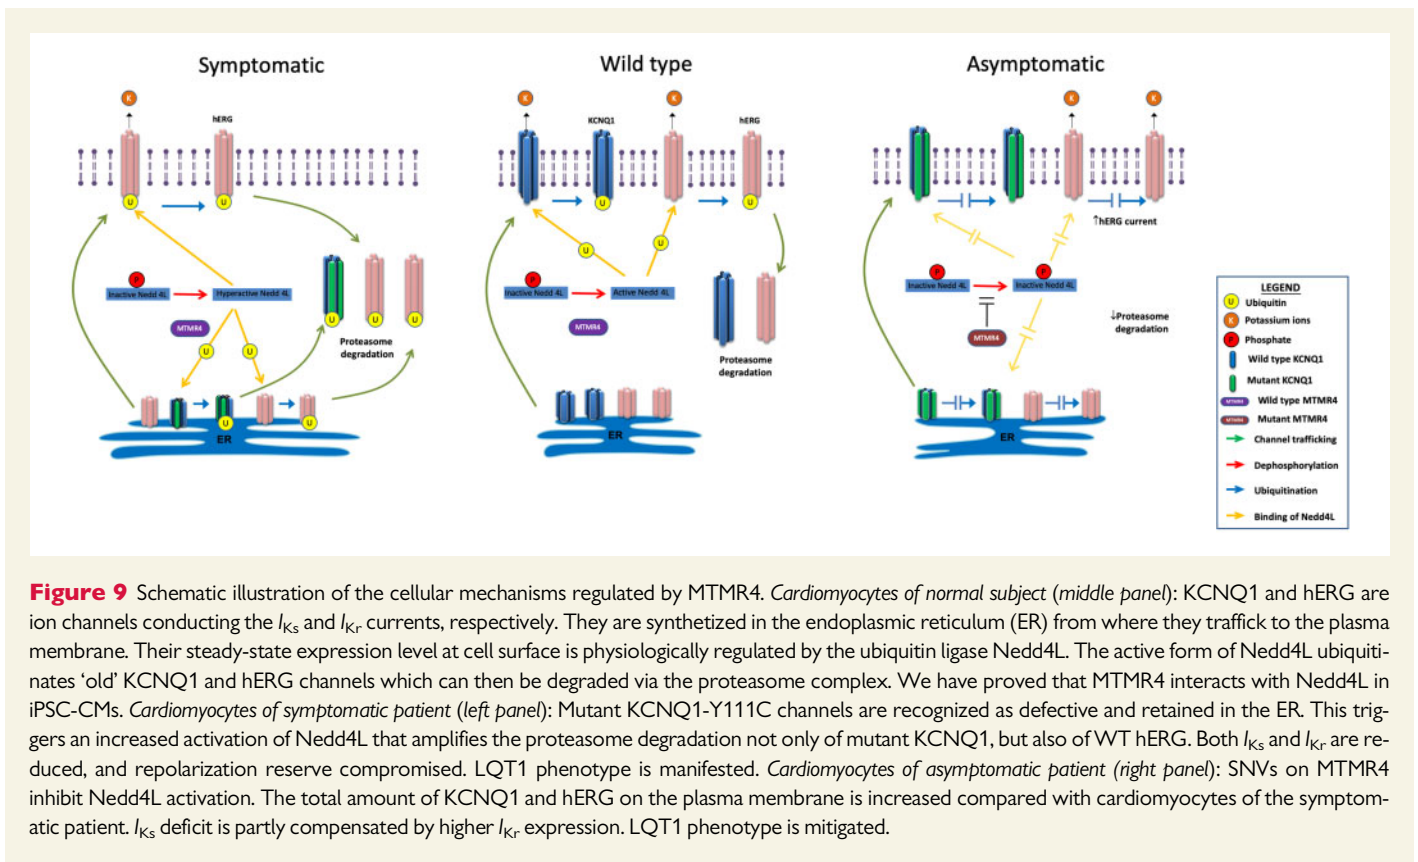 Symptomatic
Wild type
Asymptomatic
K
K
K
K
K
hERG
KCNQ1
hERG
U
U
U
U
↑hERG current
U
U
P
Inactive Nedd 4L
Hyperactive Nedd 4L
P
Inactive Nedd 4L
Active Nedd 4L
P
Inactive Nedd 4L
P
Inactive Nedd 4L
MTMR4
MTMR4
MTMR4
U
U
U
U
U
Proteasome
degradation
Proteasome
degradation
↓Proteasome
degradation
U
U
ER
ER
ER
LEGEND
U Ubiquitin
K Potassium ions
P Phosphate
Wild type KCNQ1
Mutant KCNQ1
MTMR4 Wild type MTMR4
MTMR4 Mutant MTMR4
Channel trafficking
Dephosphorylation
Ubiquitination
Binding of Nedd4L
Figure 9 Schematic illustration of the cellular mechanisms regulated by MTMR4. Cardiomyocytes of normal subject (middle panel): KCNQ1 and hERG are
ion channels conducting the IKs and IKr currents, respectively. They are synthetized in the endoplasmic reticulum (ER) from where they traffick to the plasma
membrane. Their steady-state expression level at cell surface is physiologically regulated by the ubiquitin ligase Nedd4L. The active form of Nedd4L ubiquiti-
nates ‘old’ KCNQ1 and hERG channels which can then be degraded via the proteasome complex. We have proved that MTMR4 interacts with Nedd4L in
iPSC-CMs. Cardiomyocytes of symptomatic patient (left panel): Mutant KCNQ1-Y111C channels are recognized as defective and retained in the ER. This trig-
gers an increased activation of Nedd4L that amplifies the proteasome degradation not only of mutant KCNQ1, but also of WT hERG. Both IKs and IKr are re-
duced, and repolarization reserve compromised. LQT1 phenotype is manifested. Cardiomyocytes of asymptomatic patient (right panel): SNVs on MTMR4
inhibit Nedd4L activation. The total amount of KCNQ1 and hERG on the plasma membrane is increased compared with cardiomyocytes of the symptom-
atic patient. IKs deficit is partly compensated by higher IKr expression. LQT1 phenotype is mitigated.